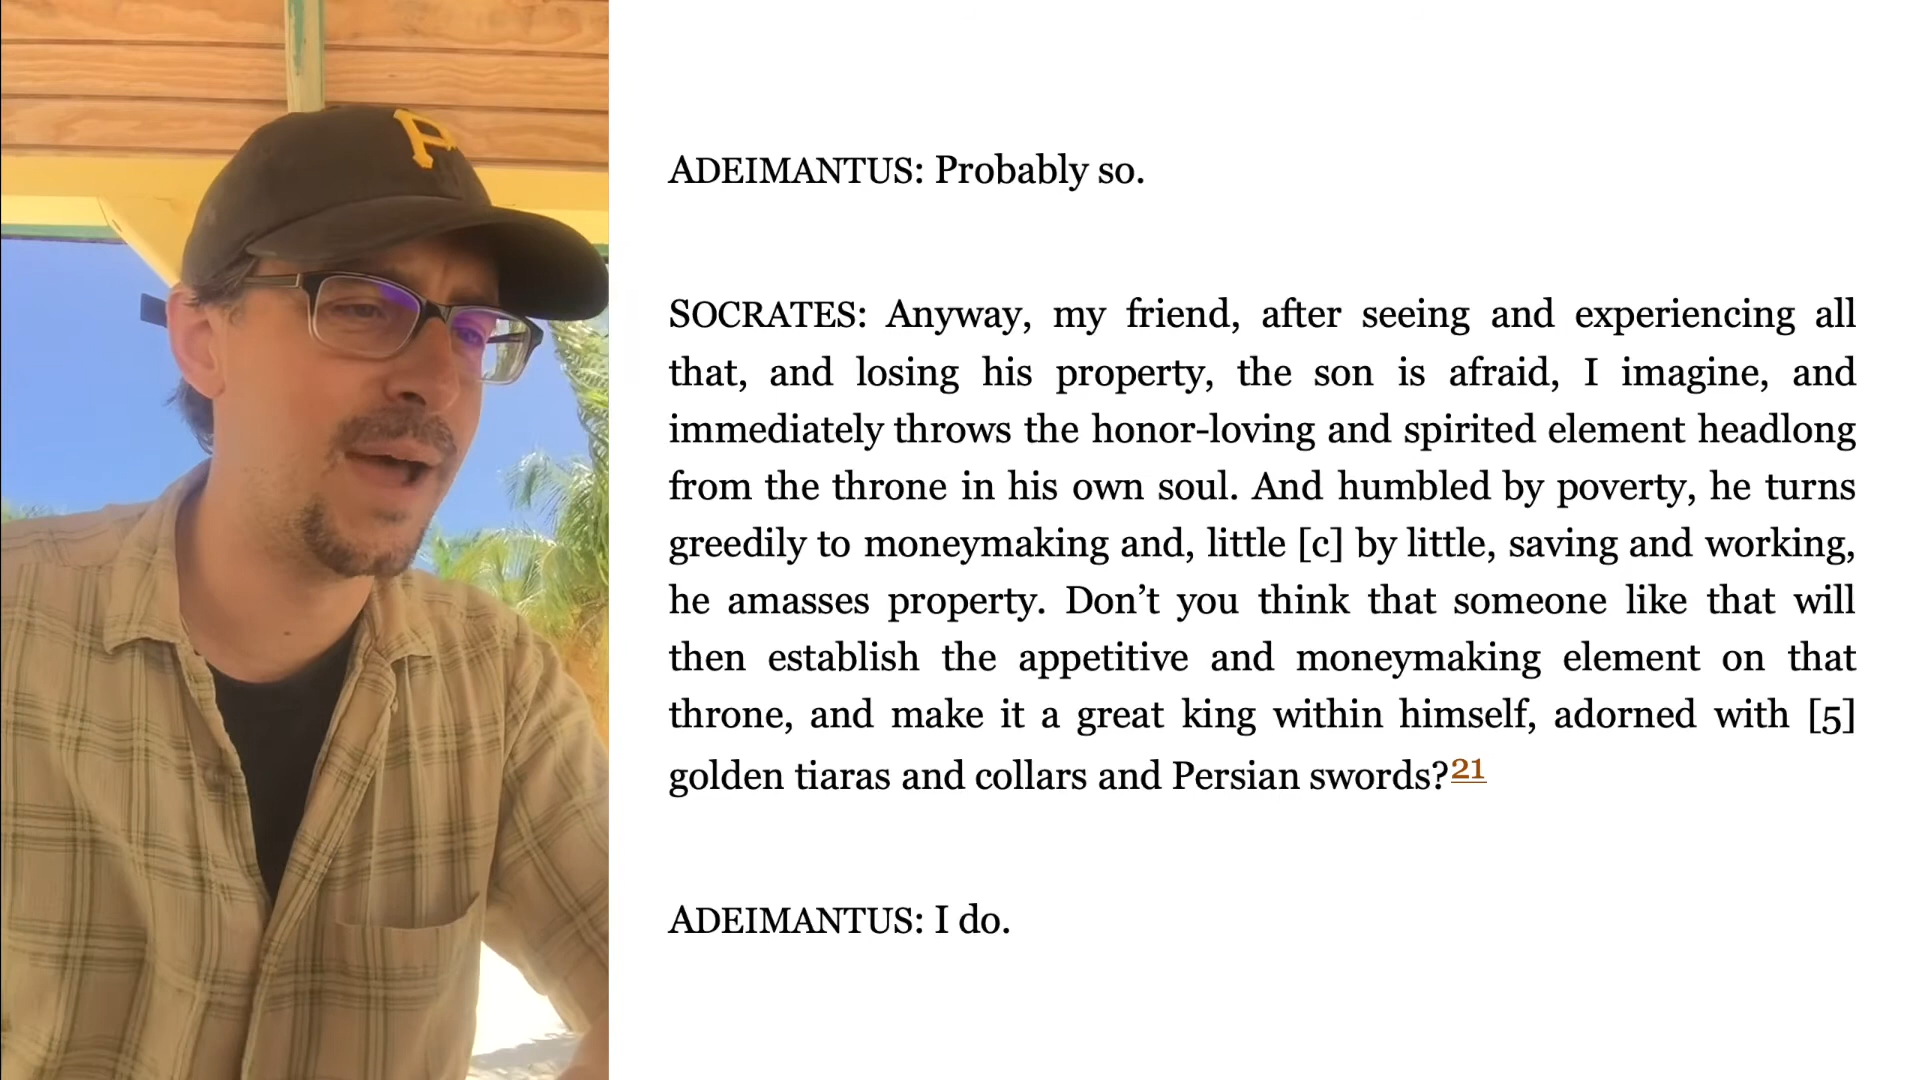 P
ADEIMANTUS: Probably so.
SOCRATES: Anyway, my friend, after seeing and experiencing all
that, and losing his property, the son is afraid, I imagine, and
immediately throws the honor-loving and spirited element headlong
from the throne in his own soul. And humbled by poverty, he turns
greedily to moneymaking and, little [c] by little, saving and working,
he amasses property. Don’t you think that someone like that will
then establish the appetitive and moneymaking element on that
throne, and make it a great king within himself, adorned with [5]
golden tiaras and collars and Persian swords?21
ADEIMANTUS: I do.